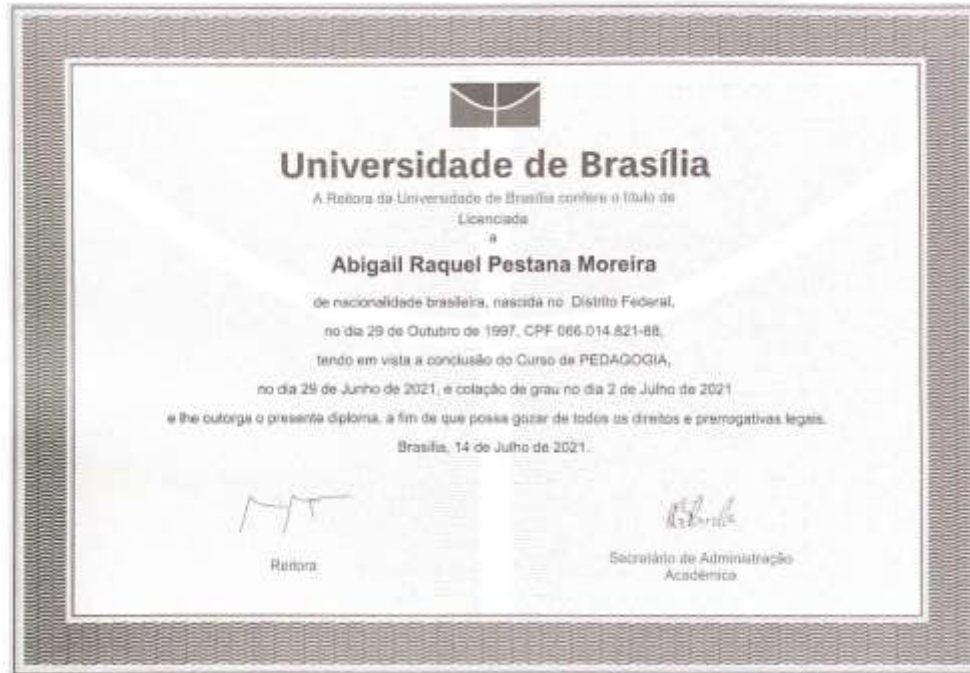 Universidade de Brasília
A Reitora da Universidade de Brasília confere o título de
Licenciada
a
Abigail Raquel Pestana Moreira
de nacionalidade brasileira, nascida no Distrito Federal,
no dia 29 de Outubro de 1997, CPF 066.014.821-88,
tendo em vista a conclusão do Curso de PEDAGOGIA,
no dia 29 de Junho de 2021, e colação de grau no dia 2 de Julho de 2021
e lhe outorga o presente diploma, a fim de que possa gozar de todos os direitos e prerrogativas legais.
Brasília, 14 de Julho de 2021.
Reitora
Secretário de Administração
Acadêmica